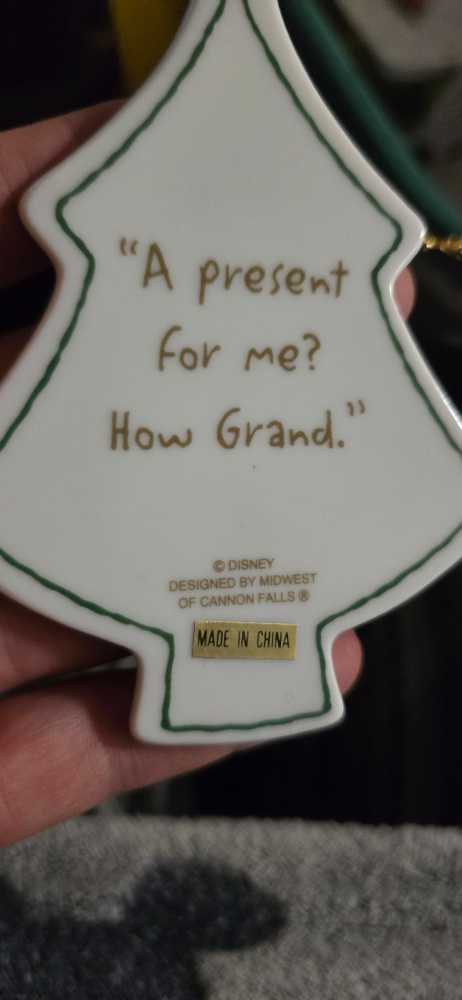 “A present
for me?
How Grand.”
© DISNEY
DESIGNED BY MIDWEST
OF CANNON FALLS ®
MADE IN CHINA